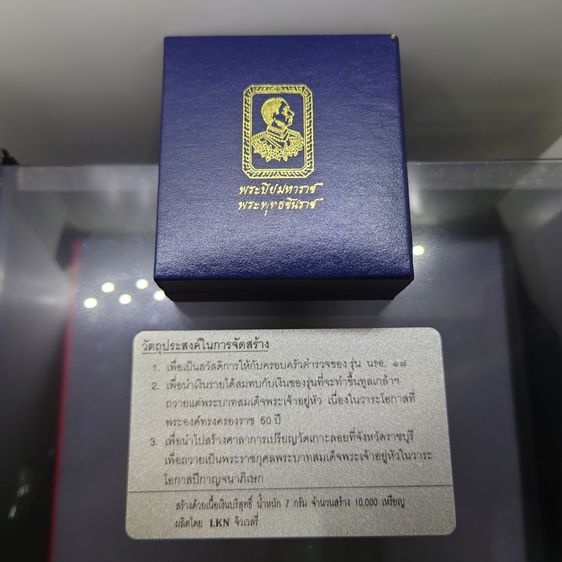 พระปิยมหาราช
พระพุทธชินราช
วัตถุประสงค์ในการจัดสร้าง
1. เพื่อเป็นสวัสดิการให้กับครอบครัวตำรวจของ รุ่น นรอ. ๑๗
2. เพื่อนำเงินรายได้สมทบกับเงินของรุ่นที่จะทำขึ้นทูลเกล้าฯ
ถวายแด่พระบาทสมเด็จพระเจ้าอยู่หัว เนื่องในวาระโอกาสที่
พระองค์ทรงครองราช 50 ปี
3. เพื่อนำไปสร้างศาลาการเปรียญวัดเกาะลอยที่จังหวัดราชบุรี
เพื่อถวายเป็นพระราชกุศลพระบาทสมเด็จพระเจ้าอยู่หัวในวาระ
โอกาสปีกาญจนาภิเษก
สร้างด้วยเนื้อเงินบริสุทธิ์ น้ำหนัก 7 กรัม จำนวนสร้าง 10,000 เหรียญ
ผลิตโดย LKN จิวเวลรี่